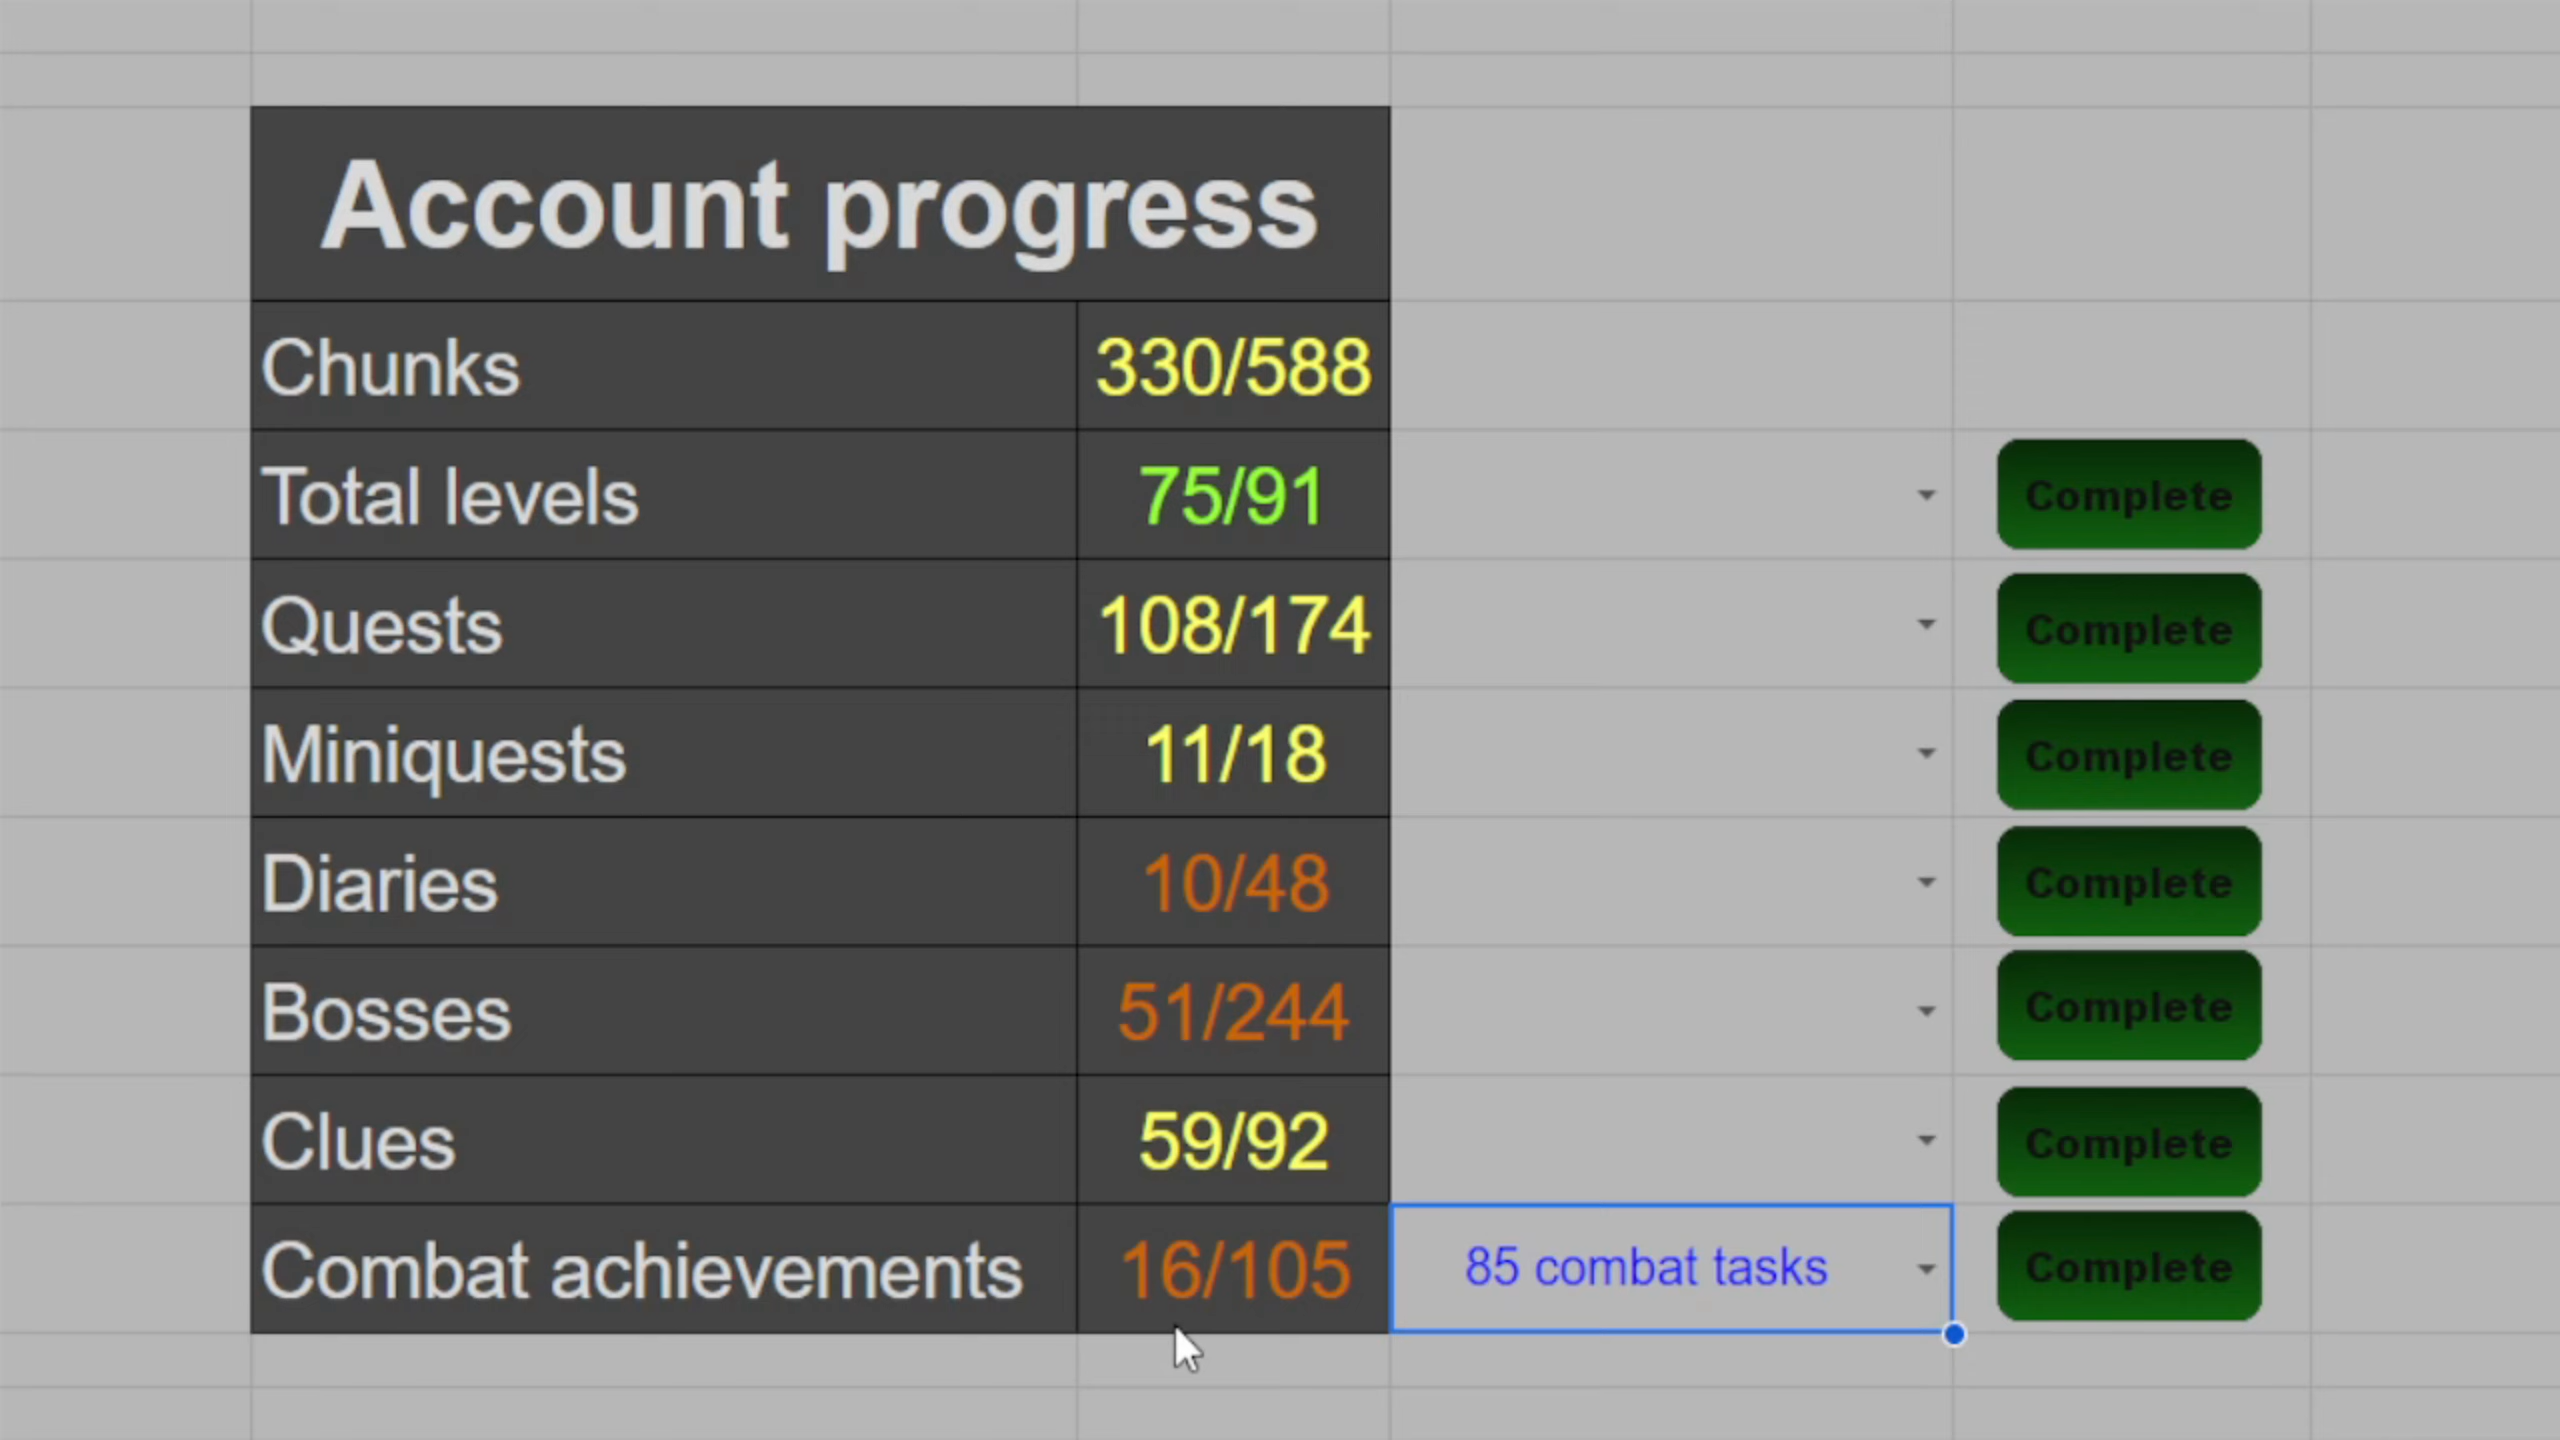 Account progress
Chunks 330/588
Total levels 75/91 Complete
Quests 108/174 Complete
Miniquests 11/18 Complete
Diaries 10/48 Complete
Bosses 51/244 Complete
Clues 59/92 Complete
Combat achievements 16/105 85 combat tasks Complete